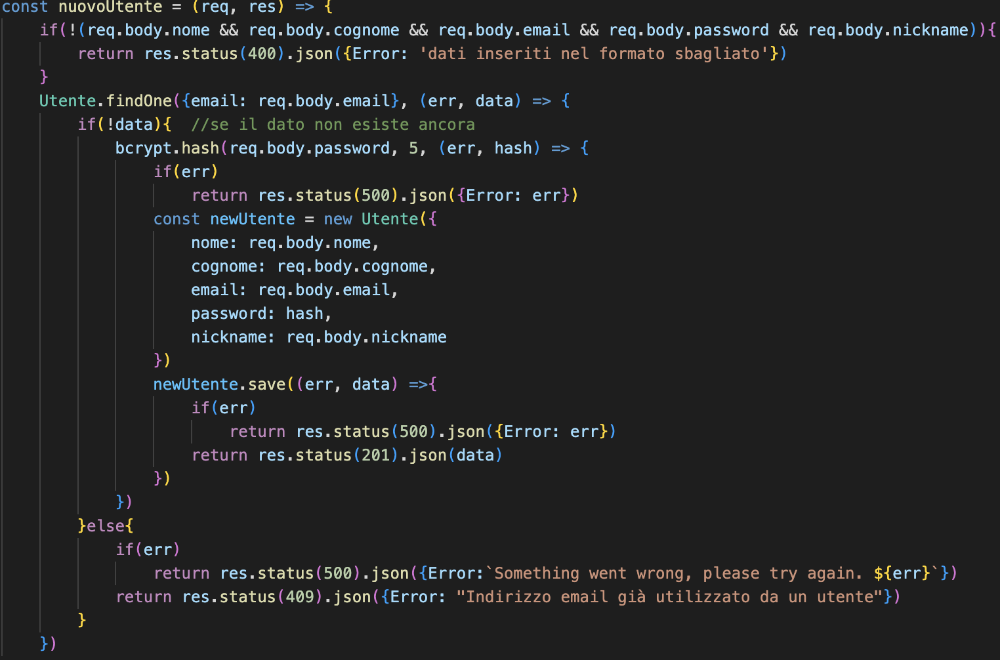 const nuovoUtente = (req, res) => {
    if(!(req.body.nome && req.body.cognome && req.body.email && req.body.password && req.body.nickname)){
        return res.status(400).json({Error: 'dati inseriti nel formato sbagliato'})
    }
    Utente.findOne({email: req.body.email}, (err, data) => {
        if(!data){  //se il dato non esiste ancora
            bcrypt.hash(req.body.password, 5, (err, hash) => {
                if(err)
                    return res.status(500).json({Error: err})
                const newUtente = new Utente({
                    nome: req.body.nome,
                    cognome: req.body.cognome,
                    email: req.body.email,
                    password: hash,
                    nickname: req.body.nickname
                })
                newUtente.save((err, data) =>{
                    if(err)
                        return res.status(500).json({Error: err})
                    return res.status(201).json(data)
                })
            })
        }else{
            if(err)
                return res.status(500).json({Error:`Something went wrong, please try again. ${err}`})
            return res.status(409).json({Error: "Indirizzo email già utilizzato da un utente"})
        }
    })